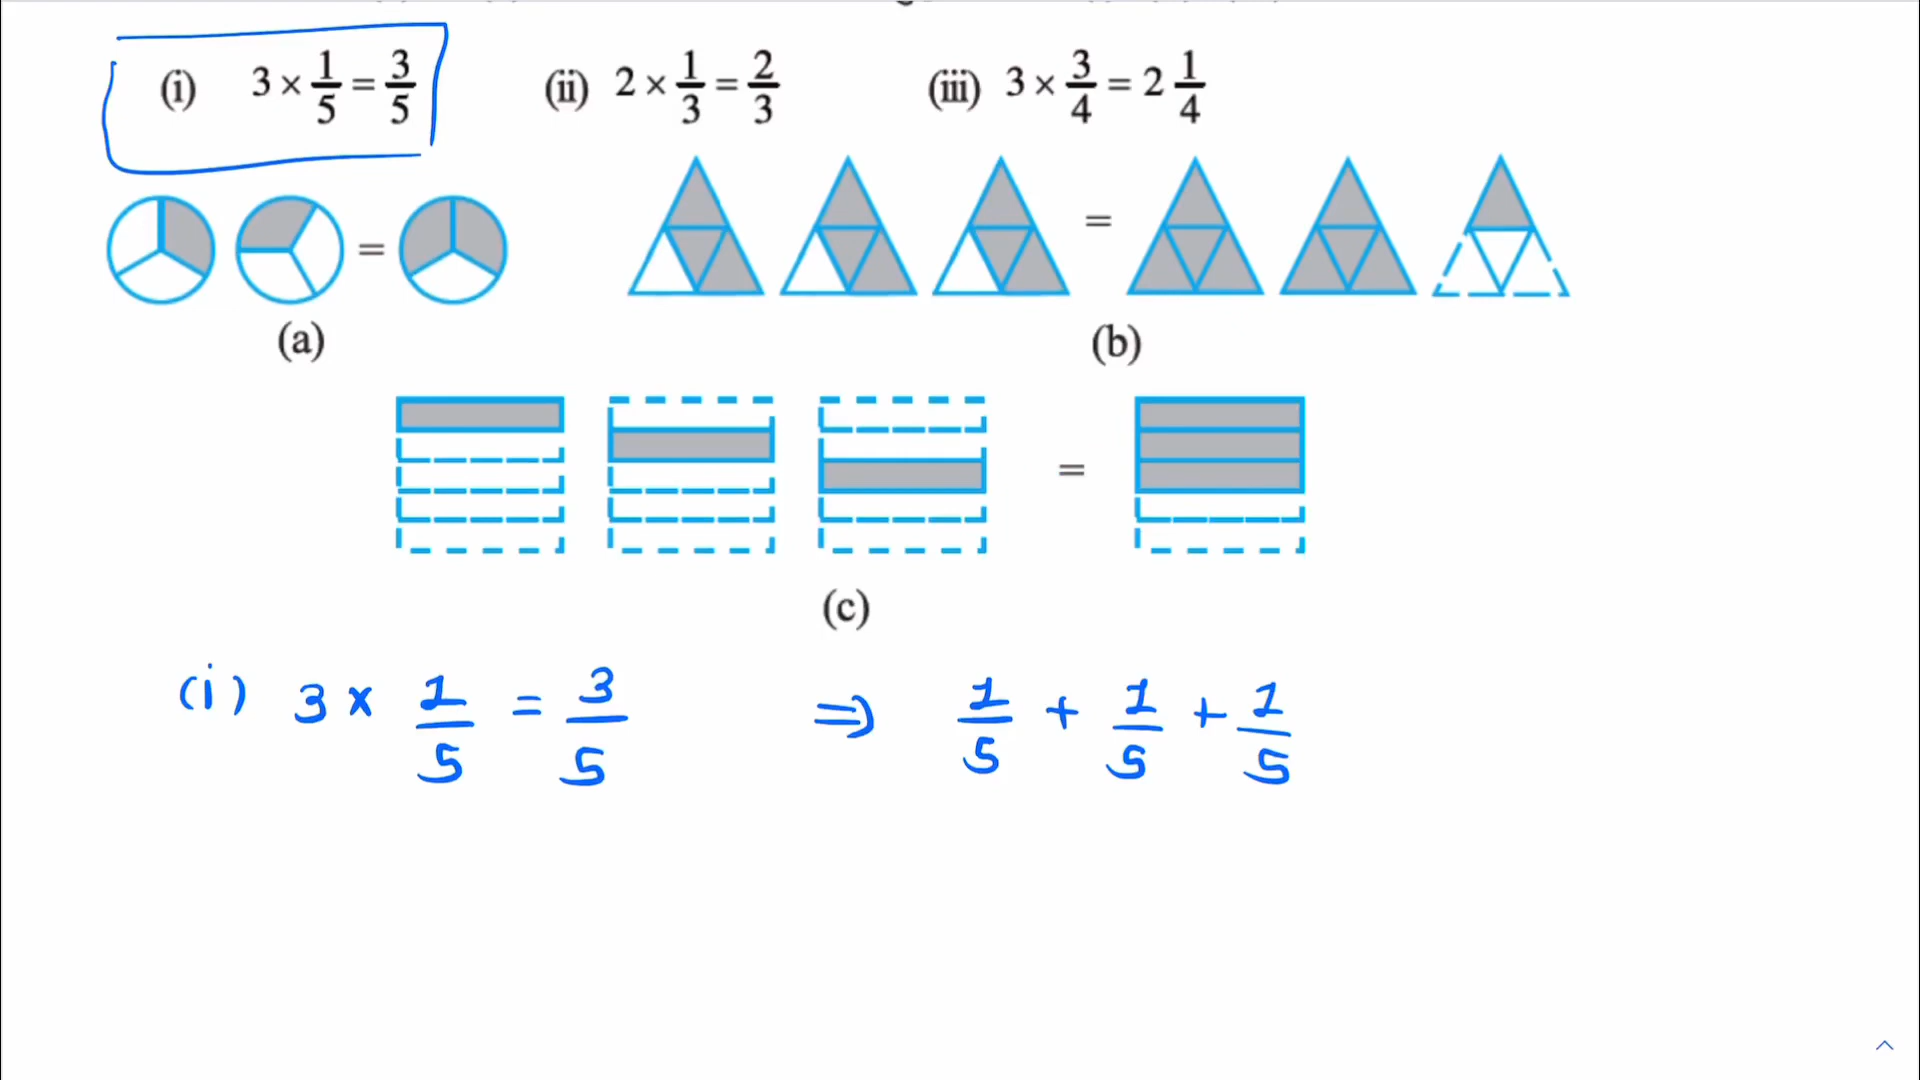 (i) 3 × 1/5 = 3/5 (ii) 2 × 1/3 = 2/3 (iii) 3 × 3/4 = 2 1/4
= =
(a) (b)
=
(c)
(i) 3 × 1/5 = 3/5 ⇒ 1/5 + 1/5 + 1/5